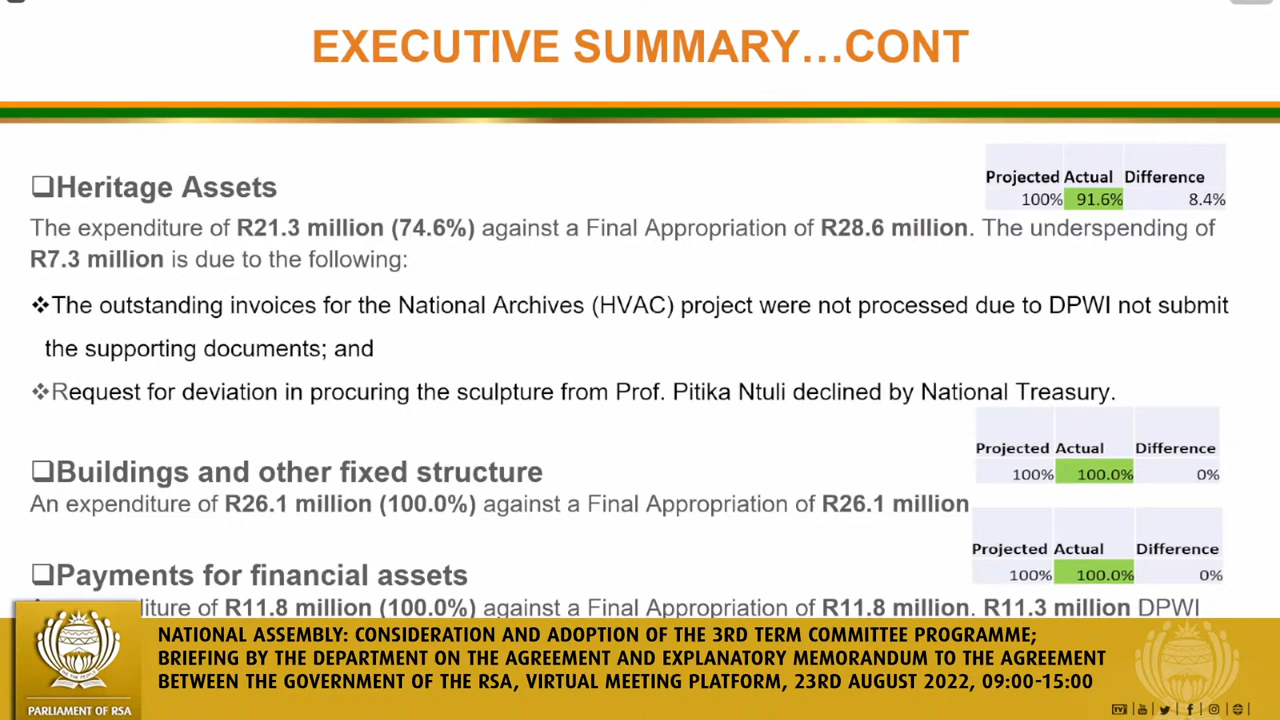 EXECUTIVE SUMMARY…CONT
Projected Actual Difference
100% 91.6% 8.4%
❑Heritage Assets
The expenditure of R21.3 million (74.6%) against a Final Appropriation of R28.6 million. The underspending of
R7.3 million is due to the following:
❖The outstanding invoices for the National Archives (HVAC) project were not processed due to DPWI not submit
the supporting documents; and
❖Request for deviation in procuring the sculpture from Prof. Pitika Ntuli declined by National Treasury.
Projected Actual Difference
100% 100.0% 0%
❑Buildings and other fixed structure
An expenditure of R26.1 million (100.0%) against a Final Appropriation of R26.1 million
Projected Actual Difference
100% 100.0% 0%
❑Payments for financial assets
of R11.8 million (100.0%) against a Final Appropriation of R11.8 million. R11.3 million DPWI
NATIONAL ASSEMBLY: CONSIDERATION AND ADOPTION OF THE 3RD TERM COMMITTEE PROGRAMME;
BRIEFING BY THE DEPARTMENT ON THE AGREEMENT AND EXPLANATORY MEMORANDUM TO THE AGREEMENT
BETWEEN THE GOVERNMENT OF THE RSA, VIRTUAL MEETING PLATFORM, 23RD AUGUST 2022, 09:00-15:00
PARLIAMENT OF RSA